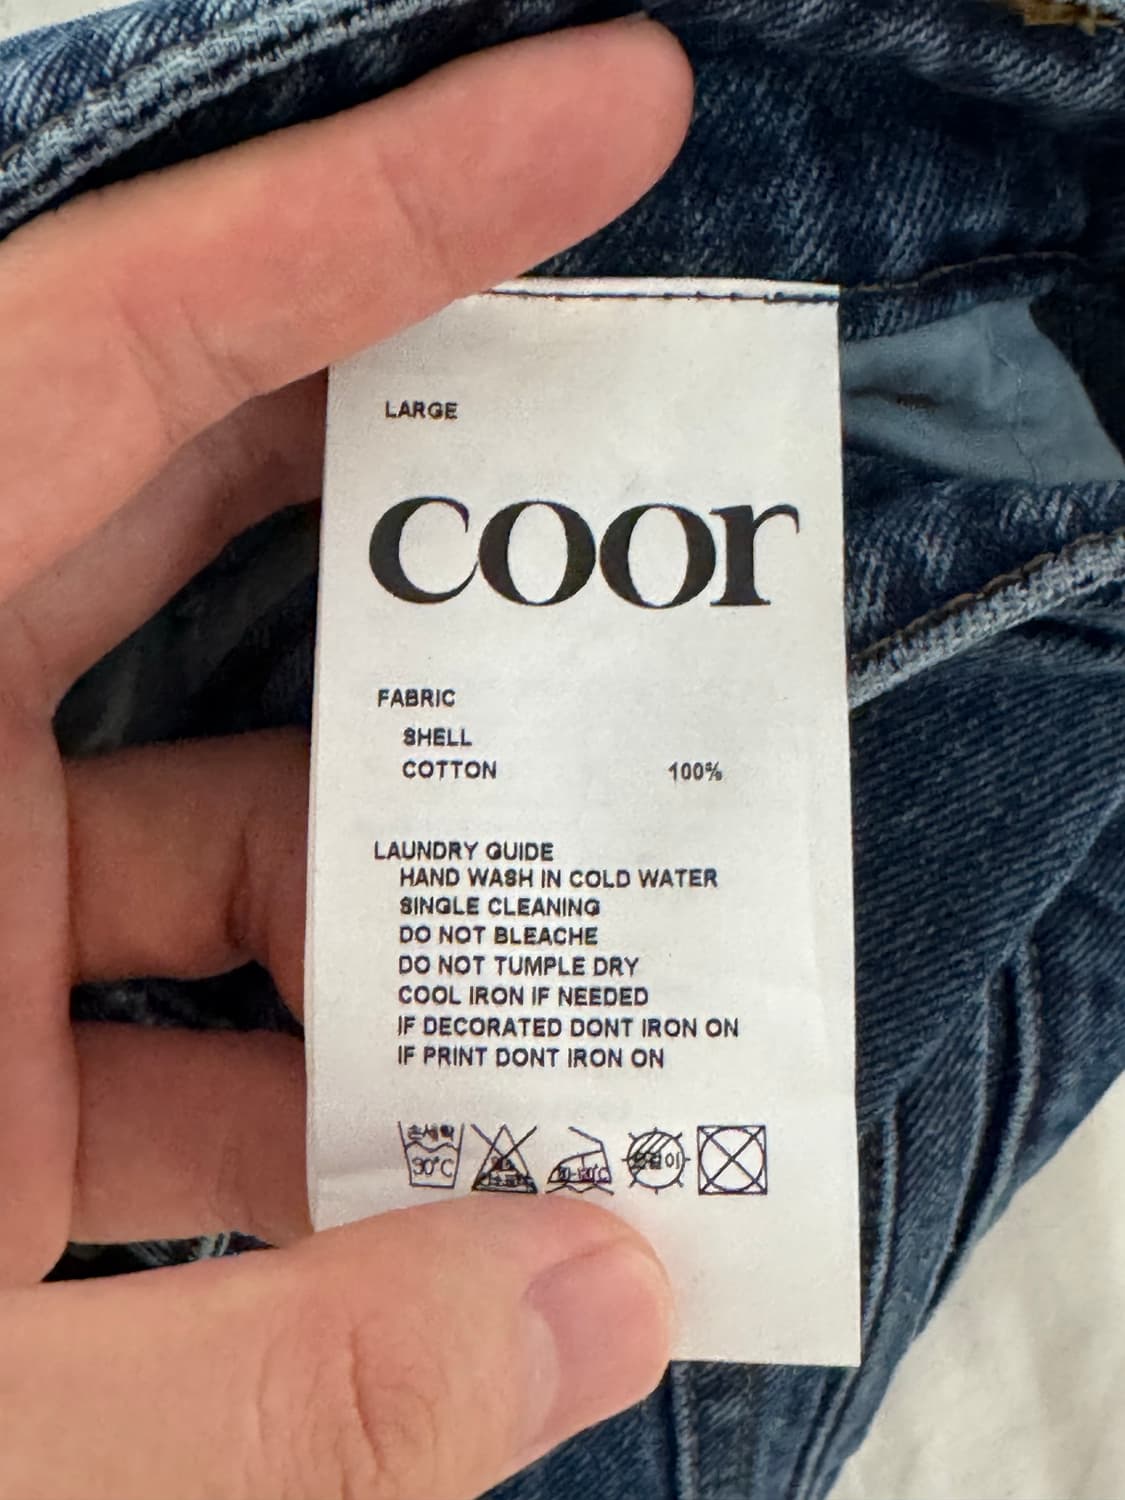 LARGE
coor
FABRIC
SHELL
COTTON 100%
LAUNDRY GUIDE
HAND WASH IN COLD WATER
SINGLE CLEANING
DO NOT BLEACHE
DO NOT TUMPLE DRY
COOL IRON IF NEEDED
IF DECORATED DONT IRON ON
IF PRINT DONT IRON ON
손세탁
30°C